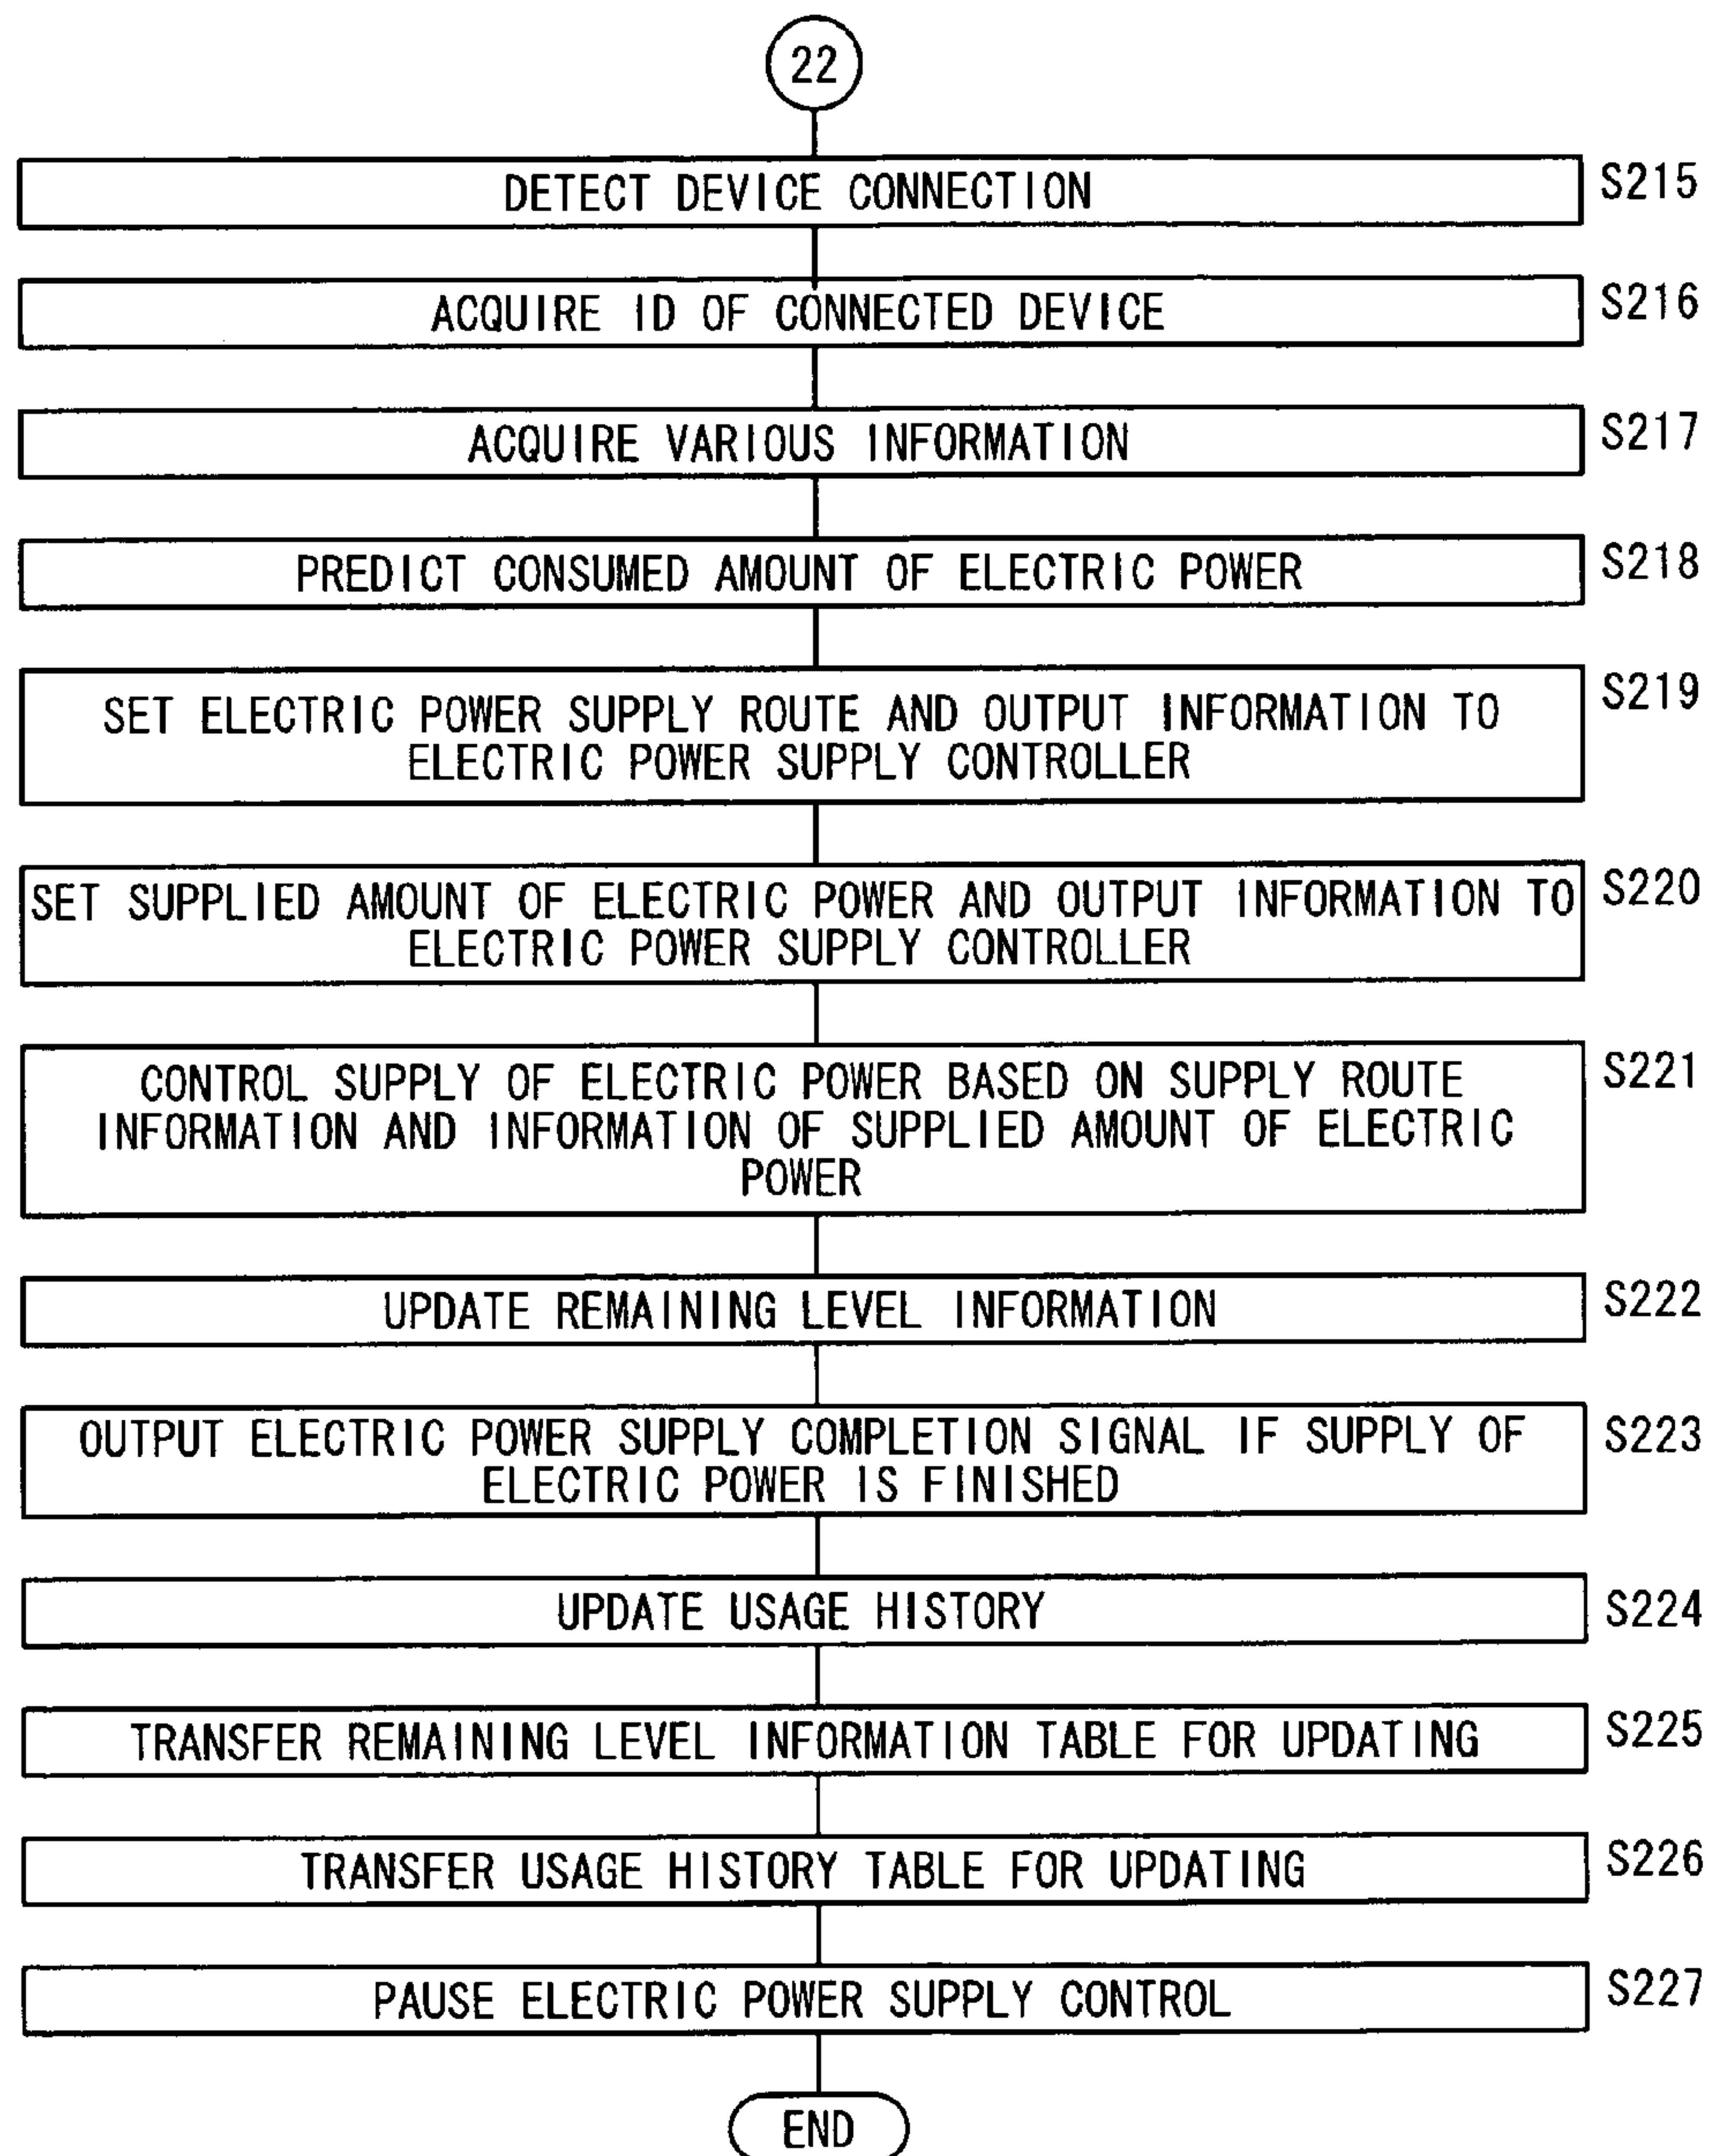 22
DETECT DEVICE CONNECTION
S215
ACQUIRE ID OF CONNECTED DEVICE
S216
ACQUIRE VARIOUS INFORMATION
S217
PREDICT CONSUMED AMOUNT OF ELECTRIC POWER
S218
SET ELECTRIC POWER SUPPLY ROUTE AND OUTPUT INFORMATION TO
ELECTRIC POWER SUPPLY CONTROLLER
S219
SET SUPPLIED AMOUNT OF ELECTRIC POWER AND OUTPUT INFORMATION TO
ELECTRIC POWER SUPPLY CONTROLLER
S220
CONTROL SUPPLY OF ELECTRIC POWER BASED ON SUPPLY ROUTE
INFORMATION AND INFORMATION OF SUPPLIED AMOUNT OF ELECTRIC
POWER
S221
UPDATE REMAINING LEVEL INFORMATION
S222
OUTPUT ELECTRIC POWER SUPPLY COMPLETION SIGNAL IF SUPPLY OF
ELECTRIC POWER IS FINISHED
S223
UPDATE USAGE HISTORY
S224
TRANSFER REMAINING LEVEL INFORMATION TABLE FOR UPDATING
S225
TRANSFER USAGE HISTORY TABLE FOR UPDATING
S226
PAUSE ELECTRIC POWER SUPPLY CONTROL
S227
END